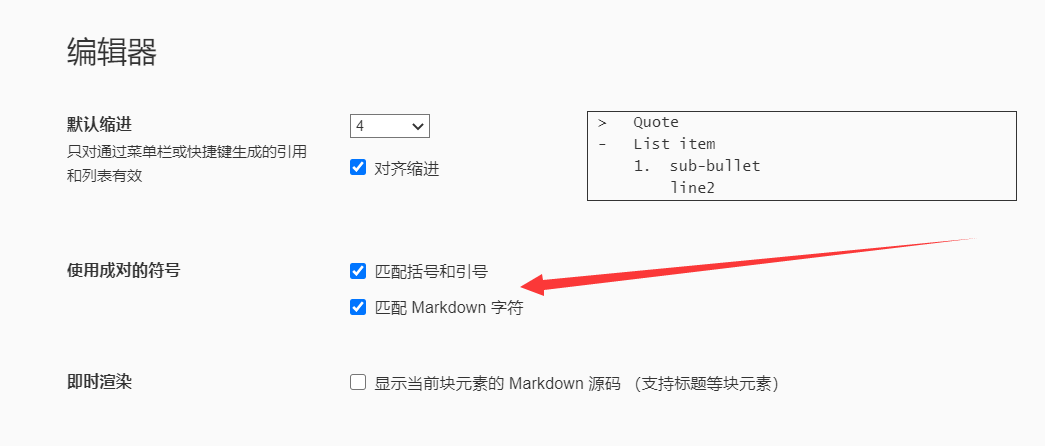 编辑器
默认缩进
只对通过菜单栏或快捷键生成的引用
和列表有效
4
对齐缩进
>   Quote
-   List item
    1.  sub-bullet
        line2
使用成对的符号
匹配括号和引号
匹配 Markdown 字符
即时渲染
显示当前块元素的 Markdown 源码 （支持标题等块元素）